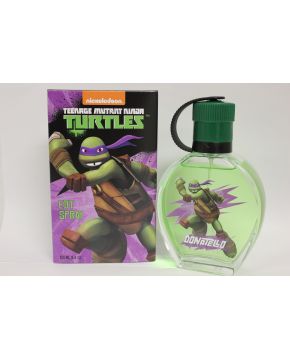 nickelodeon
TEENAGE MUTANT NINJA
TURTLES
EDT
SPRAY
DONATELLO